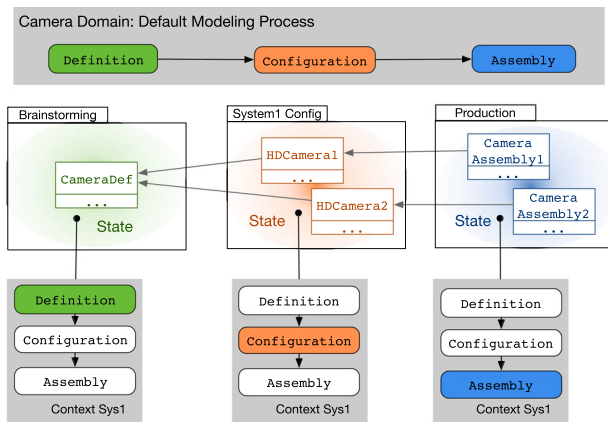 Camera Domain: Default Modeling Process
Definition
Configuration
Assembly
Brainstorming
CameraDef
...
State
System1 Config
HDCamera1
...
HDCamera2
...
State
Production
Camera
Assembly1
...
Camera
Assembly2
...
State
Definition
Configuration
Assembly
Context Sys1
Definition
Configuration
Assembly
Context Sys1
Definition
Configuration
Assembly
Context Sys1